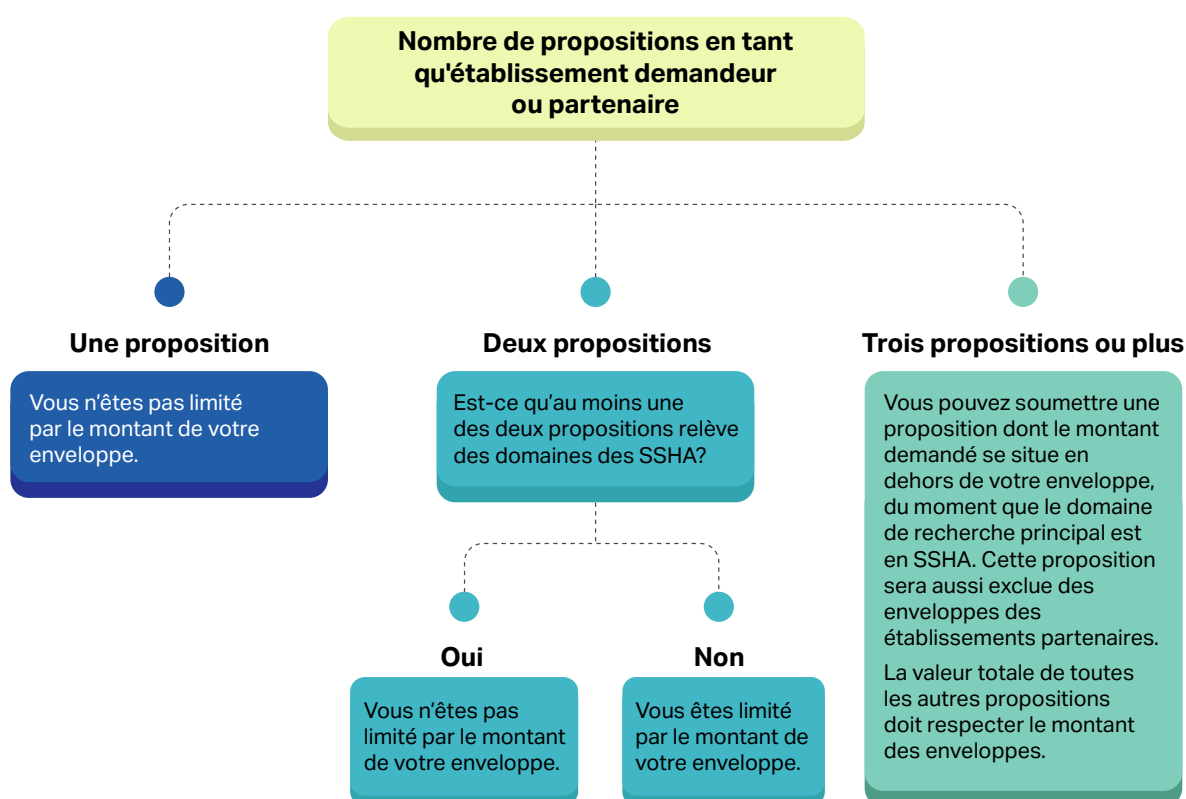 Nombre de propositions en tant
qu'établissement demandeur
ou partenaire
Une proposition
Vous n’êtes pas limité
par le montant de votre
enveloppe.
Deux propositions
Est-ce qu’au moins une
des deux propositions relève
des domaines des SSHA?
Oui
Vous n’êtes pas
limité par le montant
de votre enveloppe.
Non
Vous êtes limité
par le montant de
votre enveloppe.
Trois propositions ou plus
Vous pouvez soumettre une
proposition dont le montant
demandé se situe en
dehors de votre enveloppe,
du moment que le domaine
de recherche principal est
en SSHA. Cette proposition
sera aussi exclue des
enveloppes des
établissements partenaires.
La valeur totale de toutes
les autres propositions
doit respecter le montant
des enveloppes.